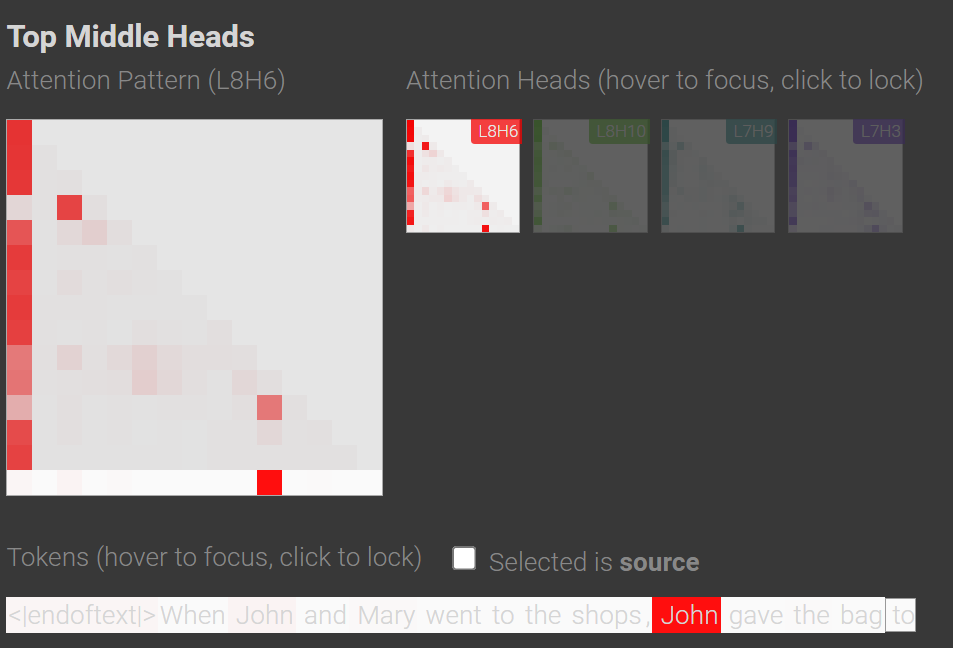 Top Middle Heads
Attention Pattern (L8H6)
Attention Heads (hover to focus, click to lock)
L8H6 L8H10 L7H9 L7H3
Tokens (hover to focus, click to lock)
Selected is source
<|endoftext|> When John and Mary went to the shops, John gave the bag to